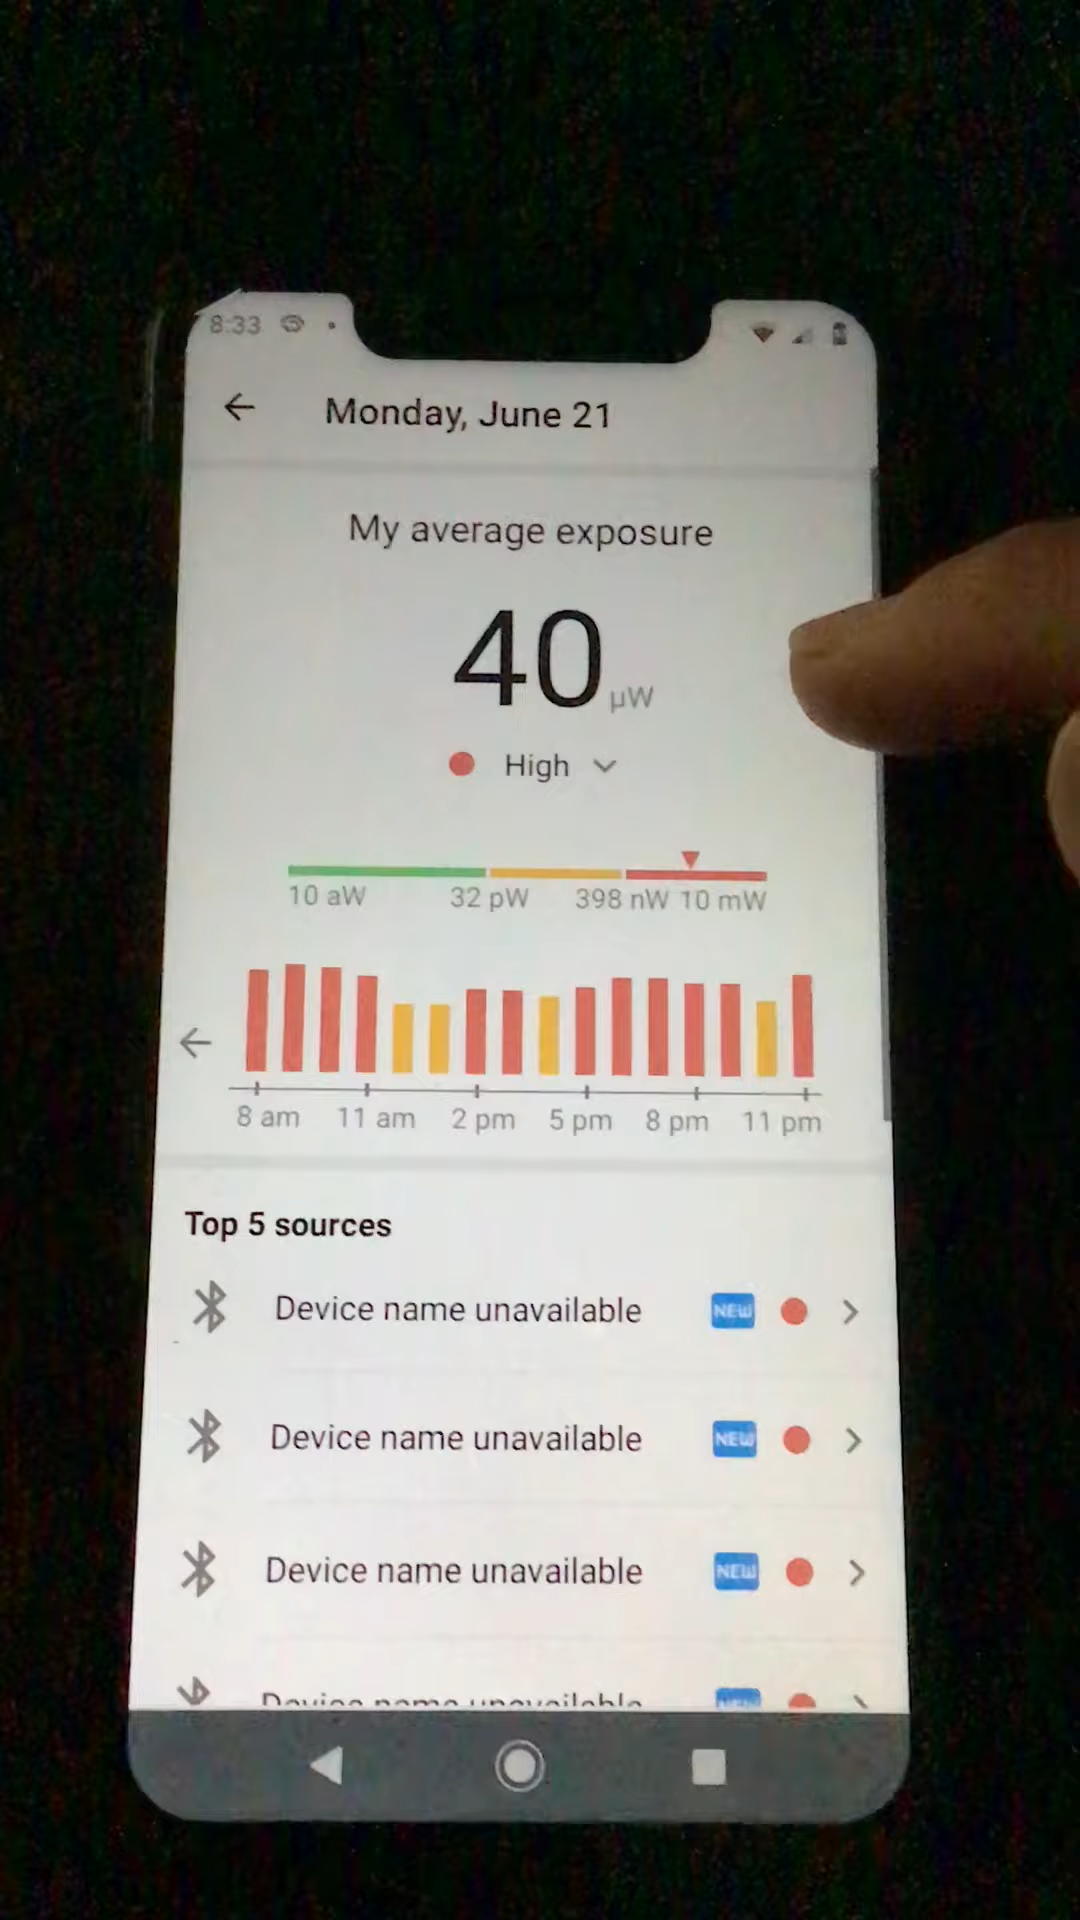 8:33
Monday, June 21
My average exposure
40 µW
High
10 aW 32 pW 398 nW 10 mW
8 am 11 am 2 pm 5 pm 8 pm 11 pm
Top 5 sources
Device name unavailable NEW
Device name unavailable NEW
Device name unavailable NEW
Device name unavailable NEW